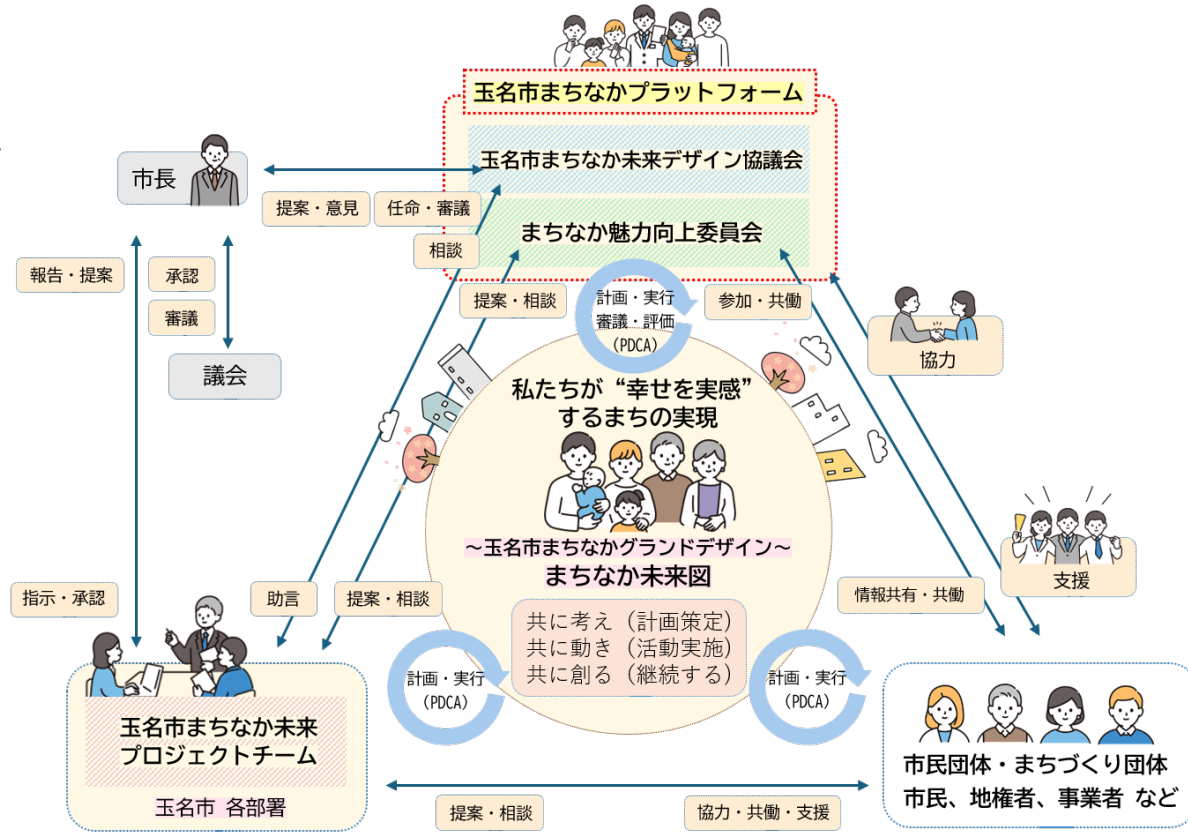 玉名市まちなかプラットフォーム
玉名市まちなか未来デザイン協議会
まちなか魅力向上委員会
市長
提案・意見
任命・審議
相談
報告・提案
承認
審議
議会
提案・相談
計画・実行
審議・評価
(PDCA)
参加・共働
協力
私たちが“幸せを実感”
するまちの実現
～玉名市まちなかグランドデザイン～
まちなか未来図
共に考え（計画策定）
共に動き（活動実施）
共に創る（継続する）
支援
指示・承認
助言
提案・相談
情報共有・共働
計画・実行
(PDCA)
計画・実行
(PDCA)
玉名市まちなか未来
プロジェクトチーム
玉名市 各部署
市民団体・まちづくり団体
市民、地権者、事業者 など
提案・相談
協力・共働・支援